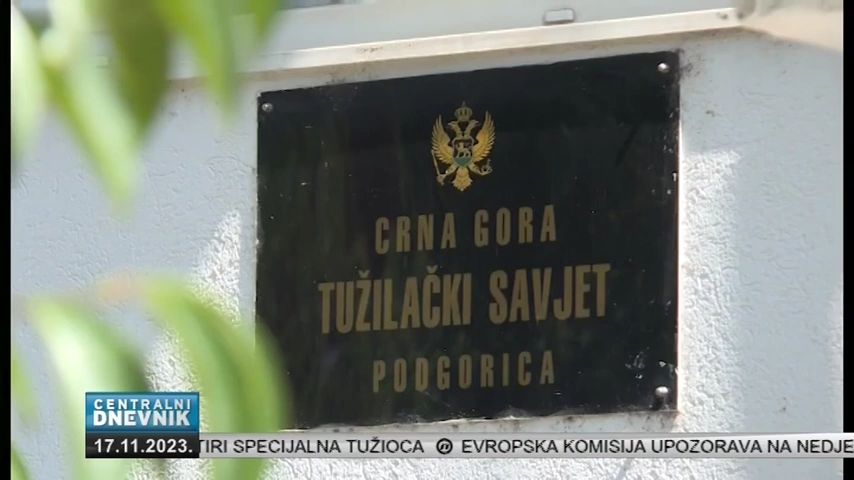 CRNA GORA
TUŽILAČKI SAVJET
PODGORICA
CENTRALNI
DNEVNIK
17.11.2023.
SPECIJALNA TUŽIOCA @ EVROPSKA KOMISIJA UPOZORAVA NA